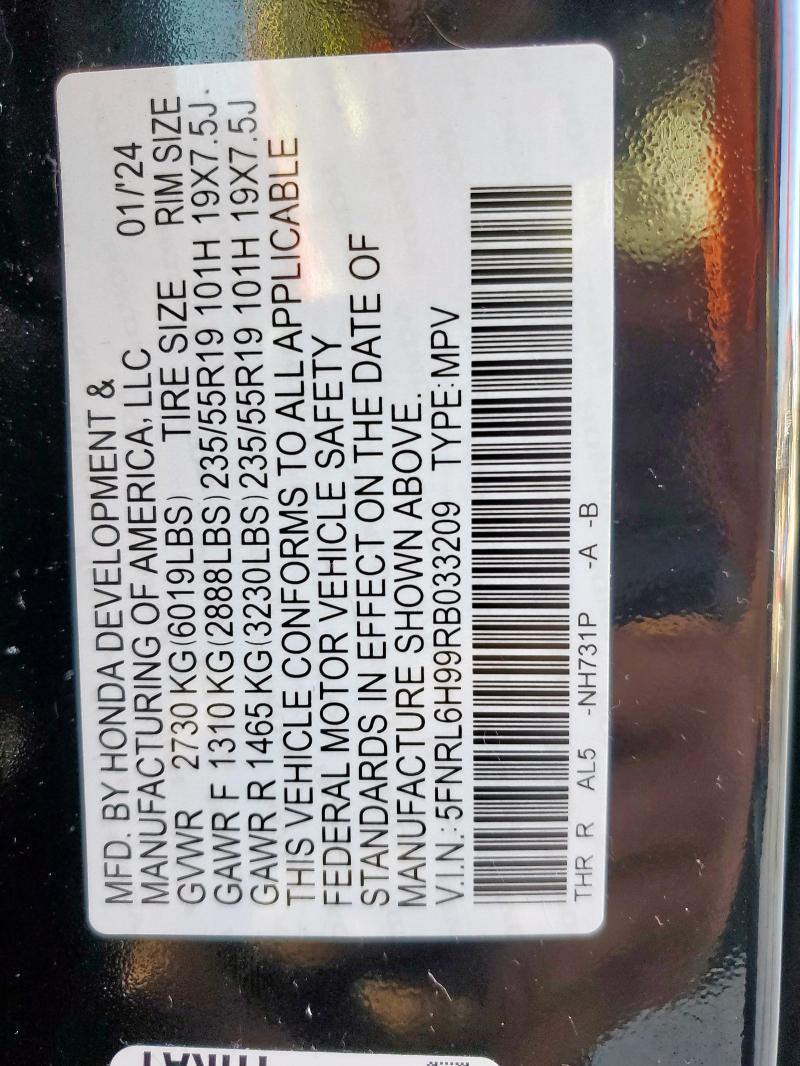 MFD. BY HONDA DEVELOPMENT &
MANUFACTURING OF AMERICA, LLC 01/'24
GVWR 2730 KG(6019LBS) TIRE SIZE RIM SIZE
GAWR F 1310 KG(2888LBS) 235/55R19 101H 19X7.5J
GAWR R 1465 KG(3230LBS) 235/55R19 101H 19X7.5J
THIS VEHICLE CONFORMS TO ALL APPLICABLE
FEDERAL MOTOR VEHICLE SAFETY
STANDARDS IN EFFECT ON THE DATE OF
MANUFACTURE SHOWN ABOVE.
V.I.N.: 5FNRL6H99RB033209 TYPE:MPV
THR R AL5 -NH731P -A -B